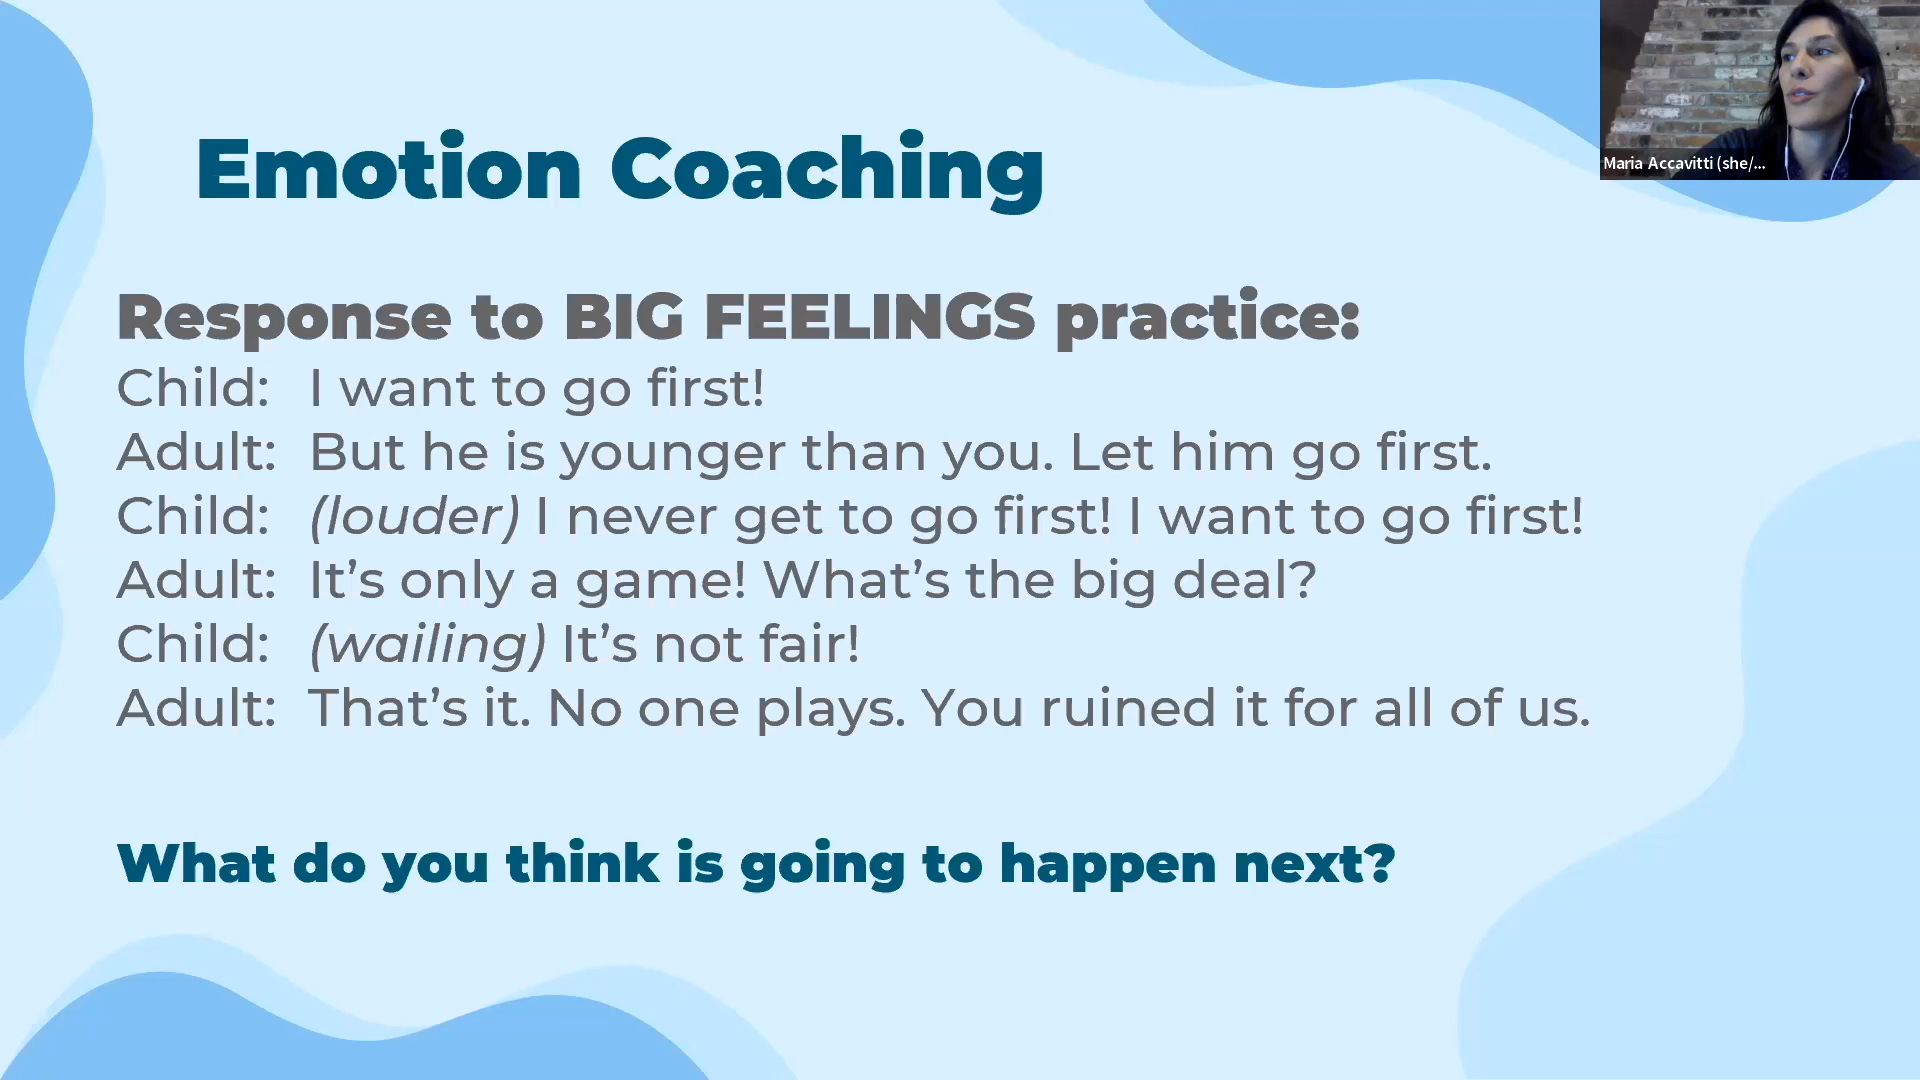 Maria Accavitti (she/...
Emotion Coaching
Response to BIG FEELINGS practice:
Child: I want to go first!
Adult: But he is younger than you. Let him go first.
Child: (louder) I never get to go first! I want to go first!
Adult: It’s only a game! What’s the big deal?
Child: (wailing) It’s not fair!
Adult: That’s it. No one plays. You ruined it for all of us.
What do you think is going to happen next?